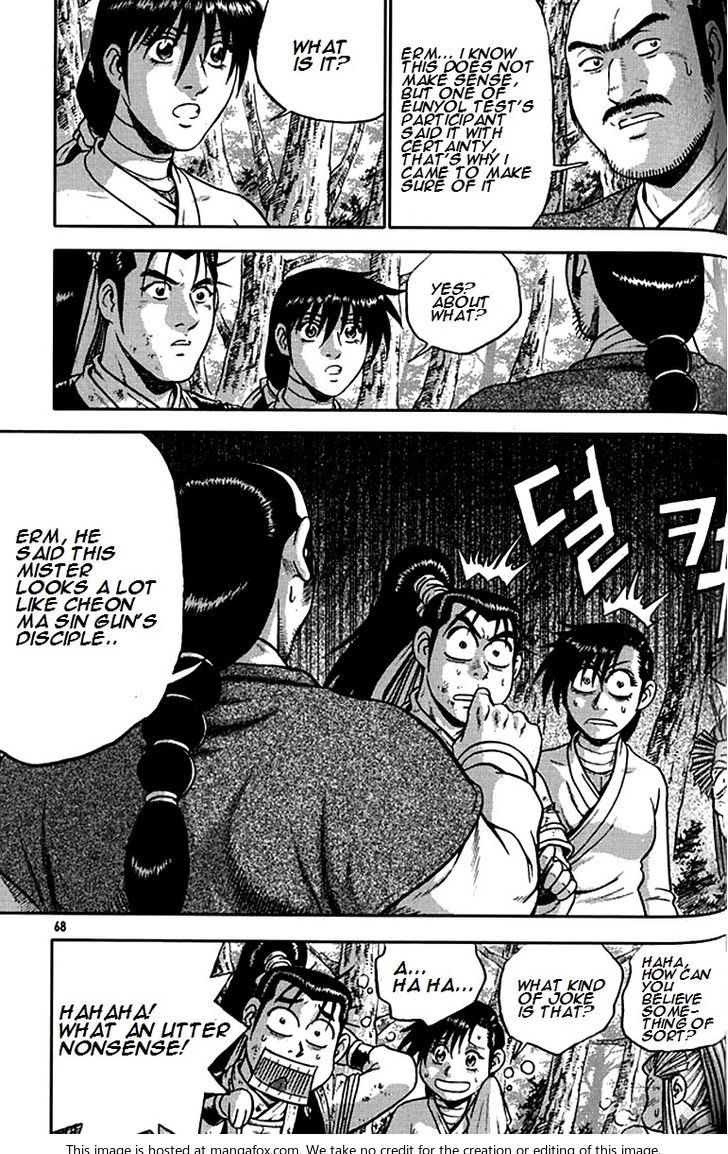 WHAT
IS IT?
ERM... I KNOW
THIS DOES NOT
MAKE SENSE,
BUT ONE OF
EUNYOL TEST'S
PARTICIPANT
SAID IT WITH
CERTAINTY,
THAT'S WHY I
CAME TO MAKE
SURE OF IT
YES?
ABOUT
WHAT?
ERM, HE
SAID THIS
MISTER
LOOKS A LOT
LIKE CHEON
MA SIN GUN'S
DISCIPLE..
덜컥
68
HAHAHA!
WHAT AN UTTER
NONSENSE!
A...
HA HA...
WHAT KIND
OF JOKE
IS THAT?
HAHA,
HOW CAN
YOU
BELIEVE
SOME-
THING OF
SORT?
This image is hosted at mangafox.com. We take no credit for the creation or editing of this image.